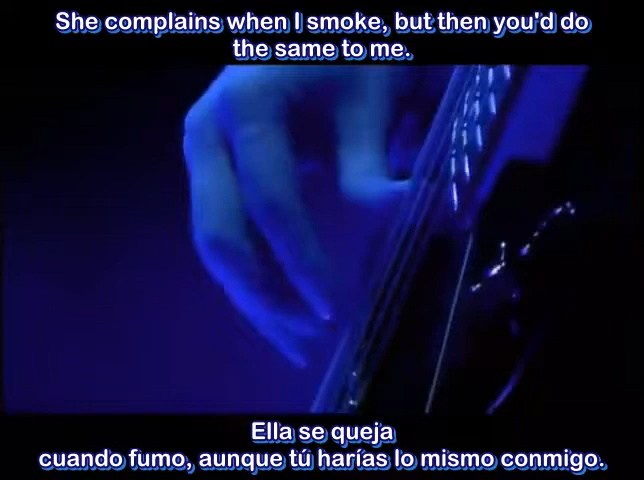 She complains when I smoke, but then you'd do
the same to me.
Ella se queja
cuando fumo, aunque tú harías lo mismo conmigo.